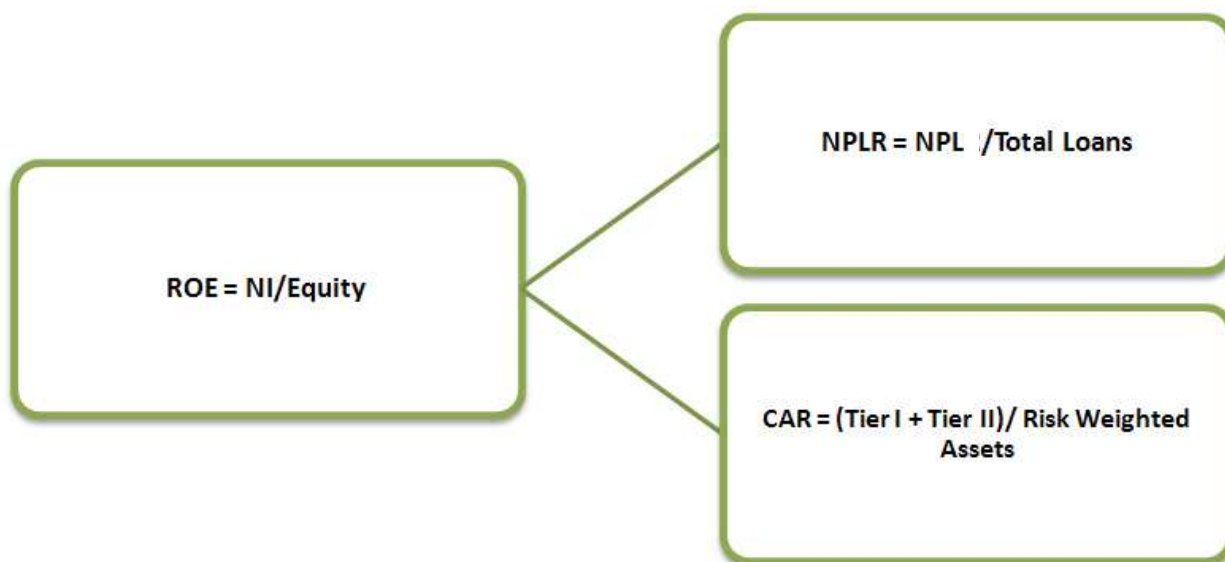 NPLR = NPL /Total Loans
ROE = NI/Equity
CAR = (Tier I + Tier II)/ Risk Weighted
Assets